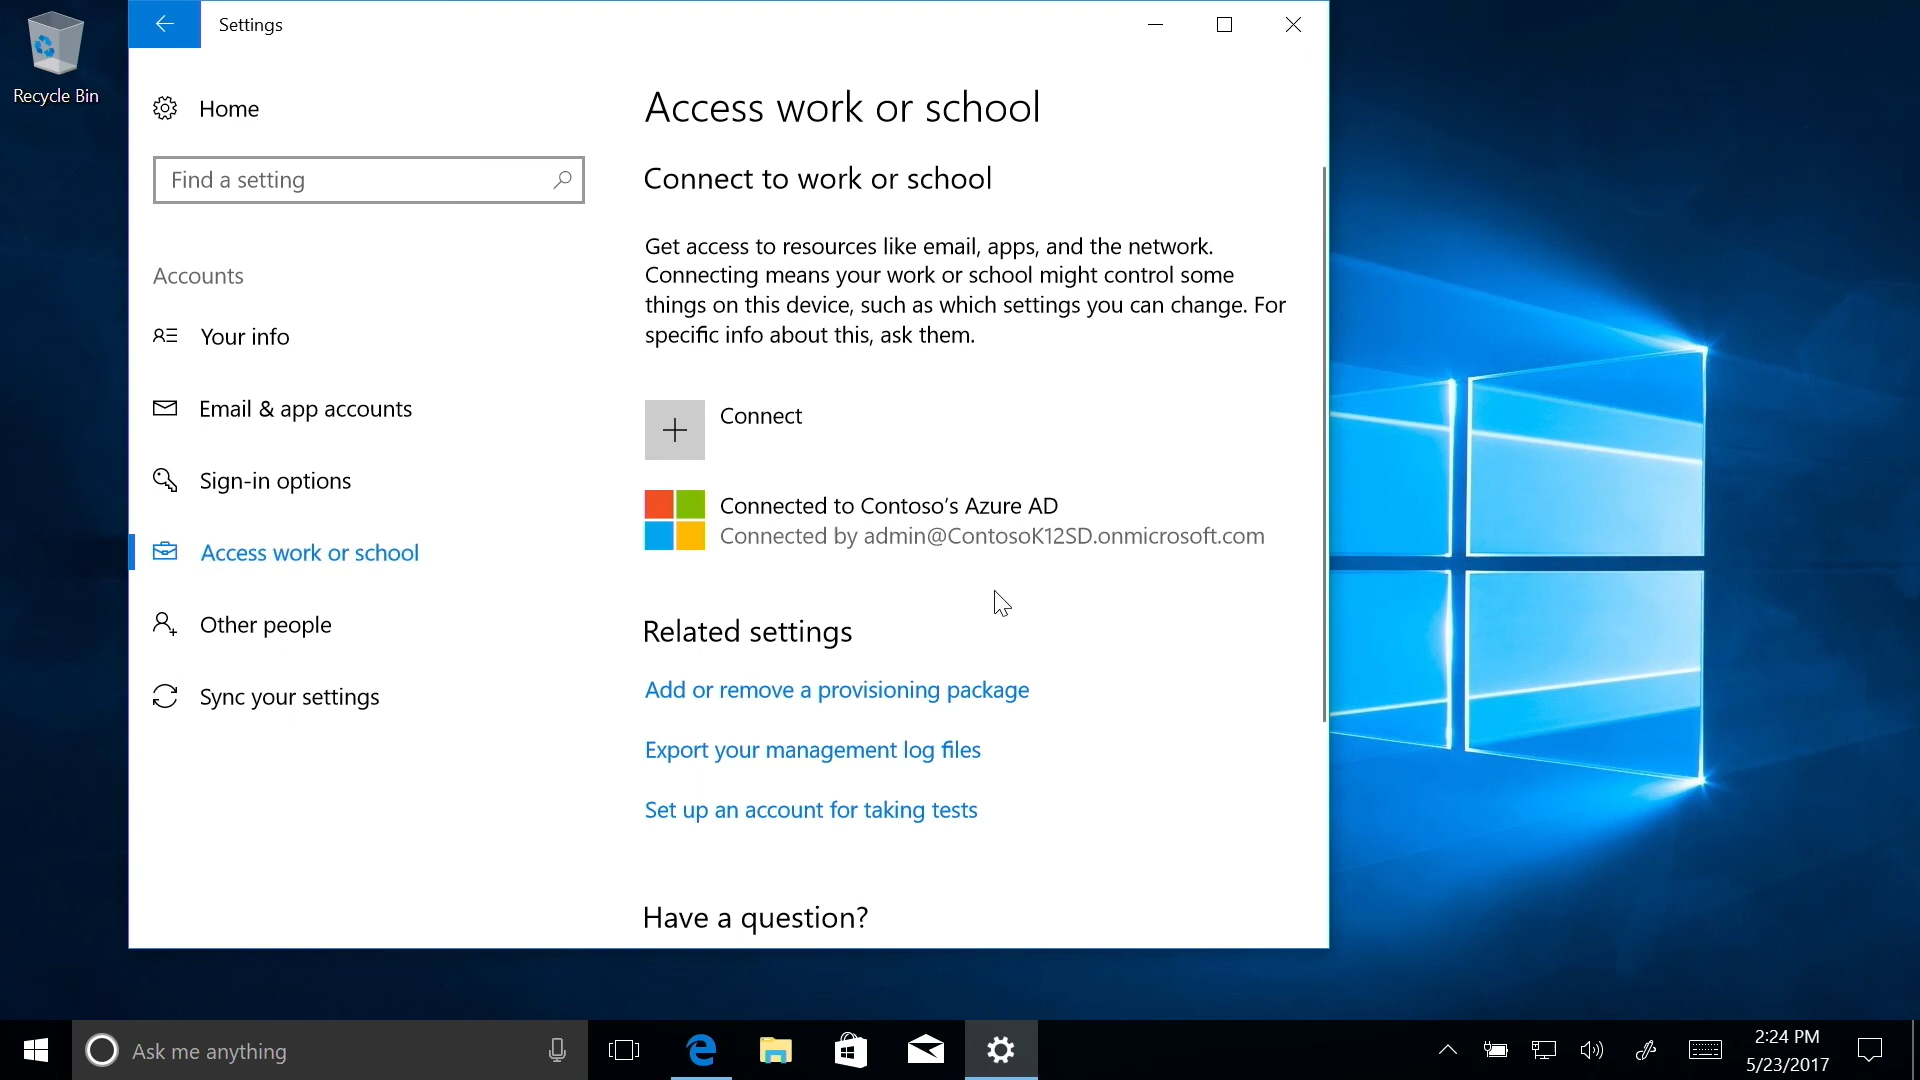 Recycle Bin
Settings
Home
Find a setting
Accounts
Your info
Email & app accounts
Sign-in options
Access work or school
Other people
Sync your settings
Access work or school
Connect to work or school
Get access to resources like email, apps, and the network.
Connecting means your work or school might control some
things on this device, such as which settings you can change. For
specific info about this, ask them.
Connect
Connected to Contoso's Azure AD
Connected by admin@ContosoK12SD.onmicrosoft.com
Related settings
Add or remove a provisioning package
Export your management log files
Set up an account for taking tests
Have a question?
Ask me anything
2:24 PM
5/23/2017